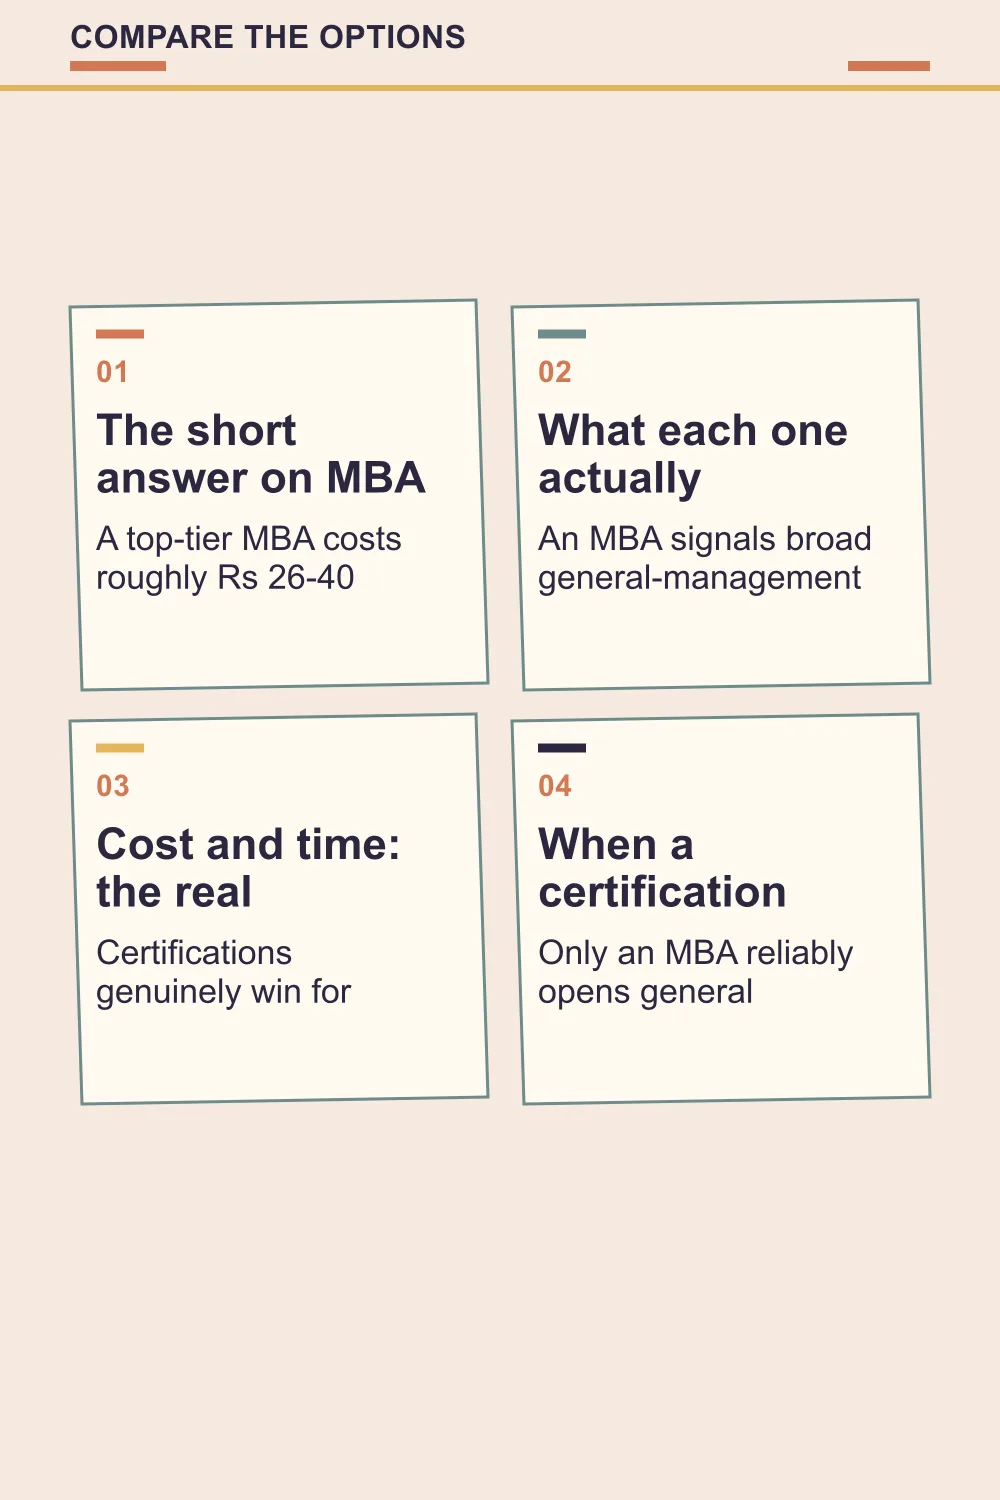 COMPARE THE OPTIONS
01
The short
answer on MBA
A top-tier MBA costs
roughly Rs 26-40
02
What each one
actually
An MBA signals broad
general-management
03
Cost and time:
the real
Certifications
genuinely win for
04
When a
certification
Only an MBA reliably
opens general